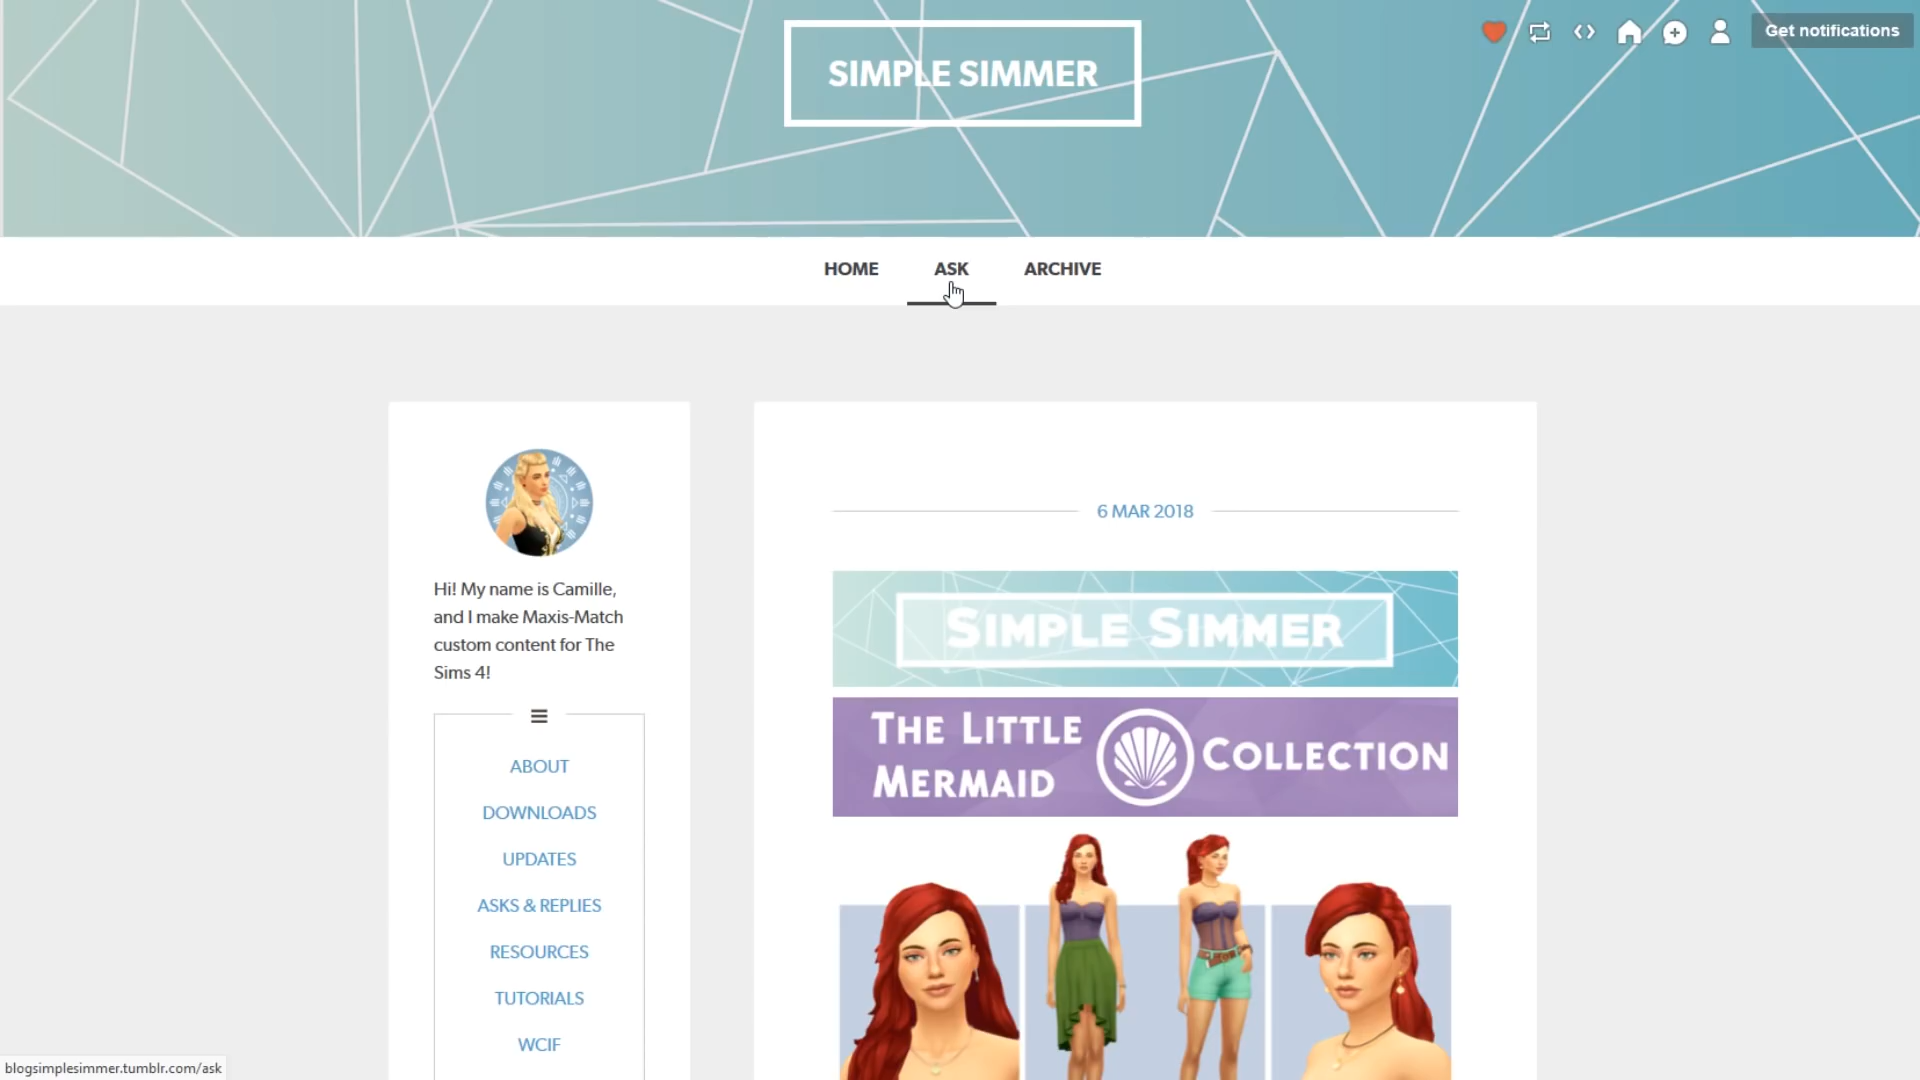 SIMPLE SIMMER
Get notifications
HOME
ASK
ARCHIVE
Hi! My name is Camille,
and I make Maxis-Match
custom content for The
Sims 4!
ABOUT
DOWNLOADS
UPDATES
ASKS & REPLIES
RESOURCES
TUTORIALS
WCIF
6 MAR 2018
SIMPLE SIMMER
THE LITTLE
MERMAID
COLLECTION
blogsimplesimmer.tumblr.com/ask